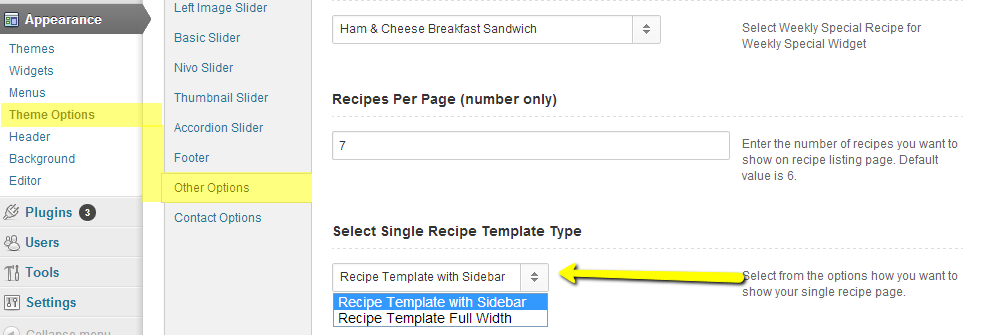 Appearance
Themes
Widgets
Menus
Theme Options
Header
Background
Editor
Plugins 3
Users
Tools
Settings
Collapse menu
Left Image Slider
Basic Slider
Nivo Slider
Thumbnail Slider
Accordion Slider
Footer
Other Options
Contact Options
Ham & Cheese Breakfast Sandwich
Select Weekly Special Recipe for
Weekly Special Widget
Recipes Per Page (number only)
7
Enter the number of recipes you want to
show on recipe listing page. Default
value is 6.
Select Single Recipe Template Type
Recipe Template with Sidebar
Recipe Template with Sidebar
Recipe Template Full Width
Select from the options how you want to
show your single recipe page.